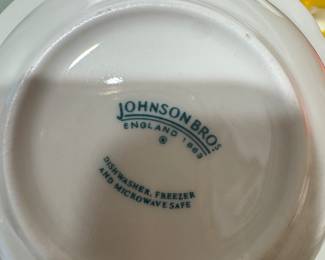 JOHNSON BROS
ENGLAND 1883
®
DISHWASHER, FREEZER
AND MICROWAVE SAFE